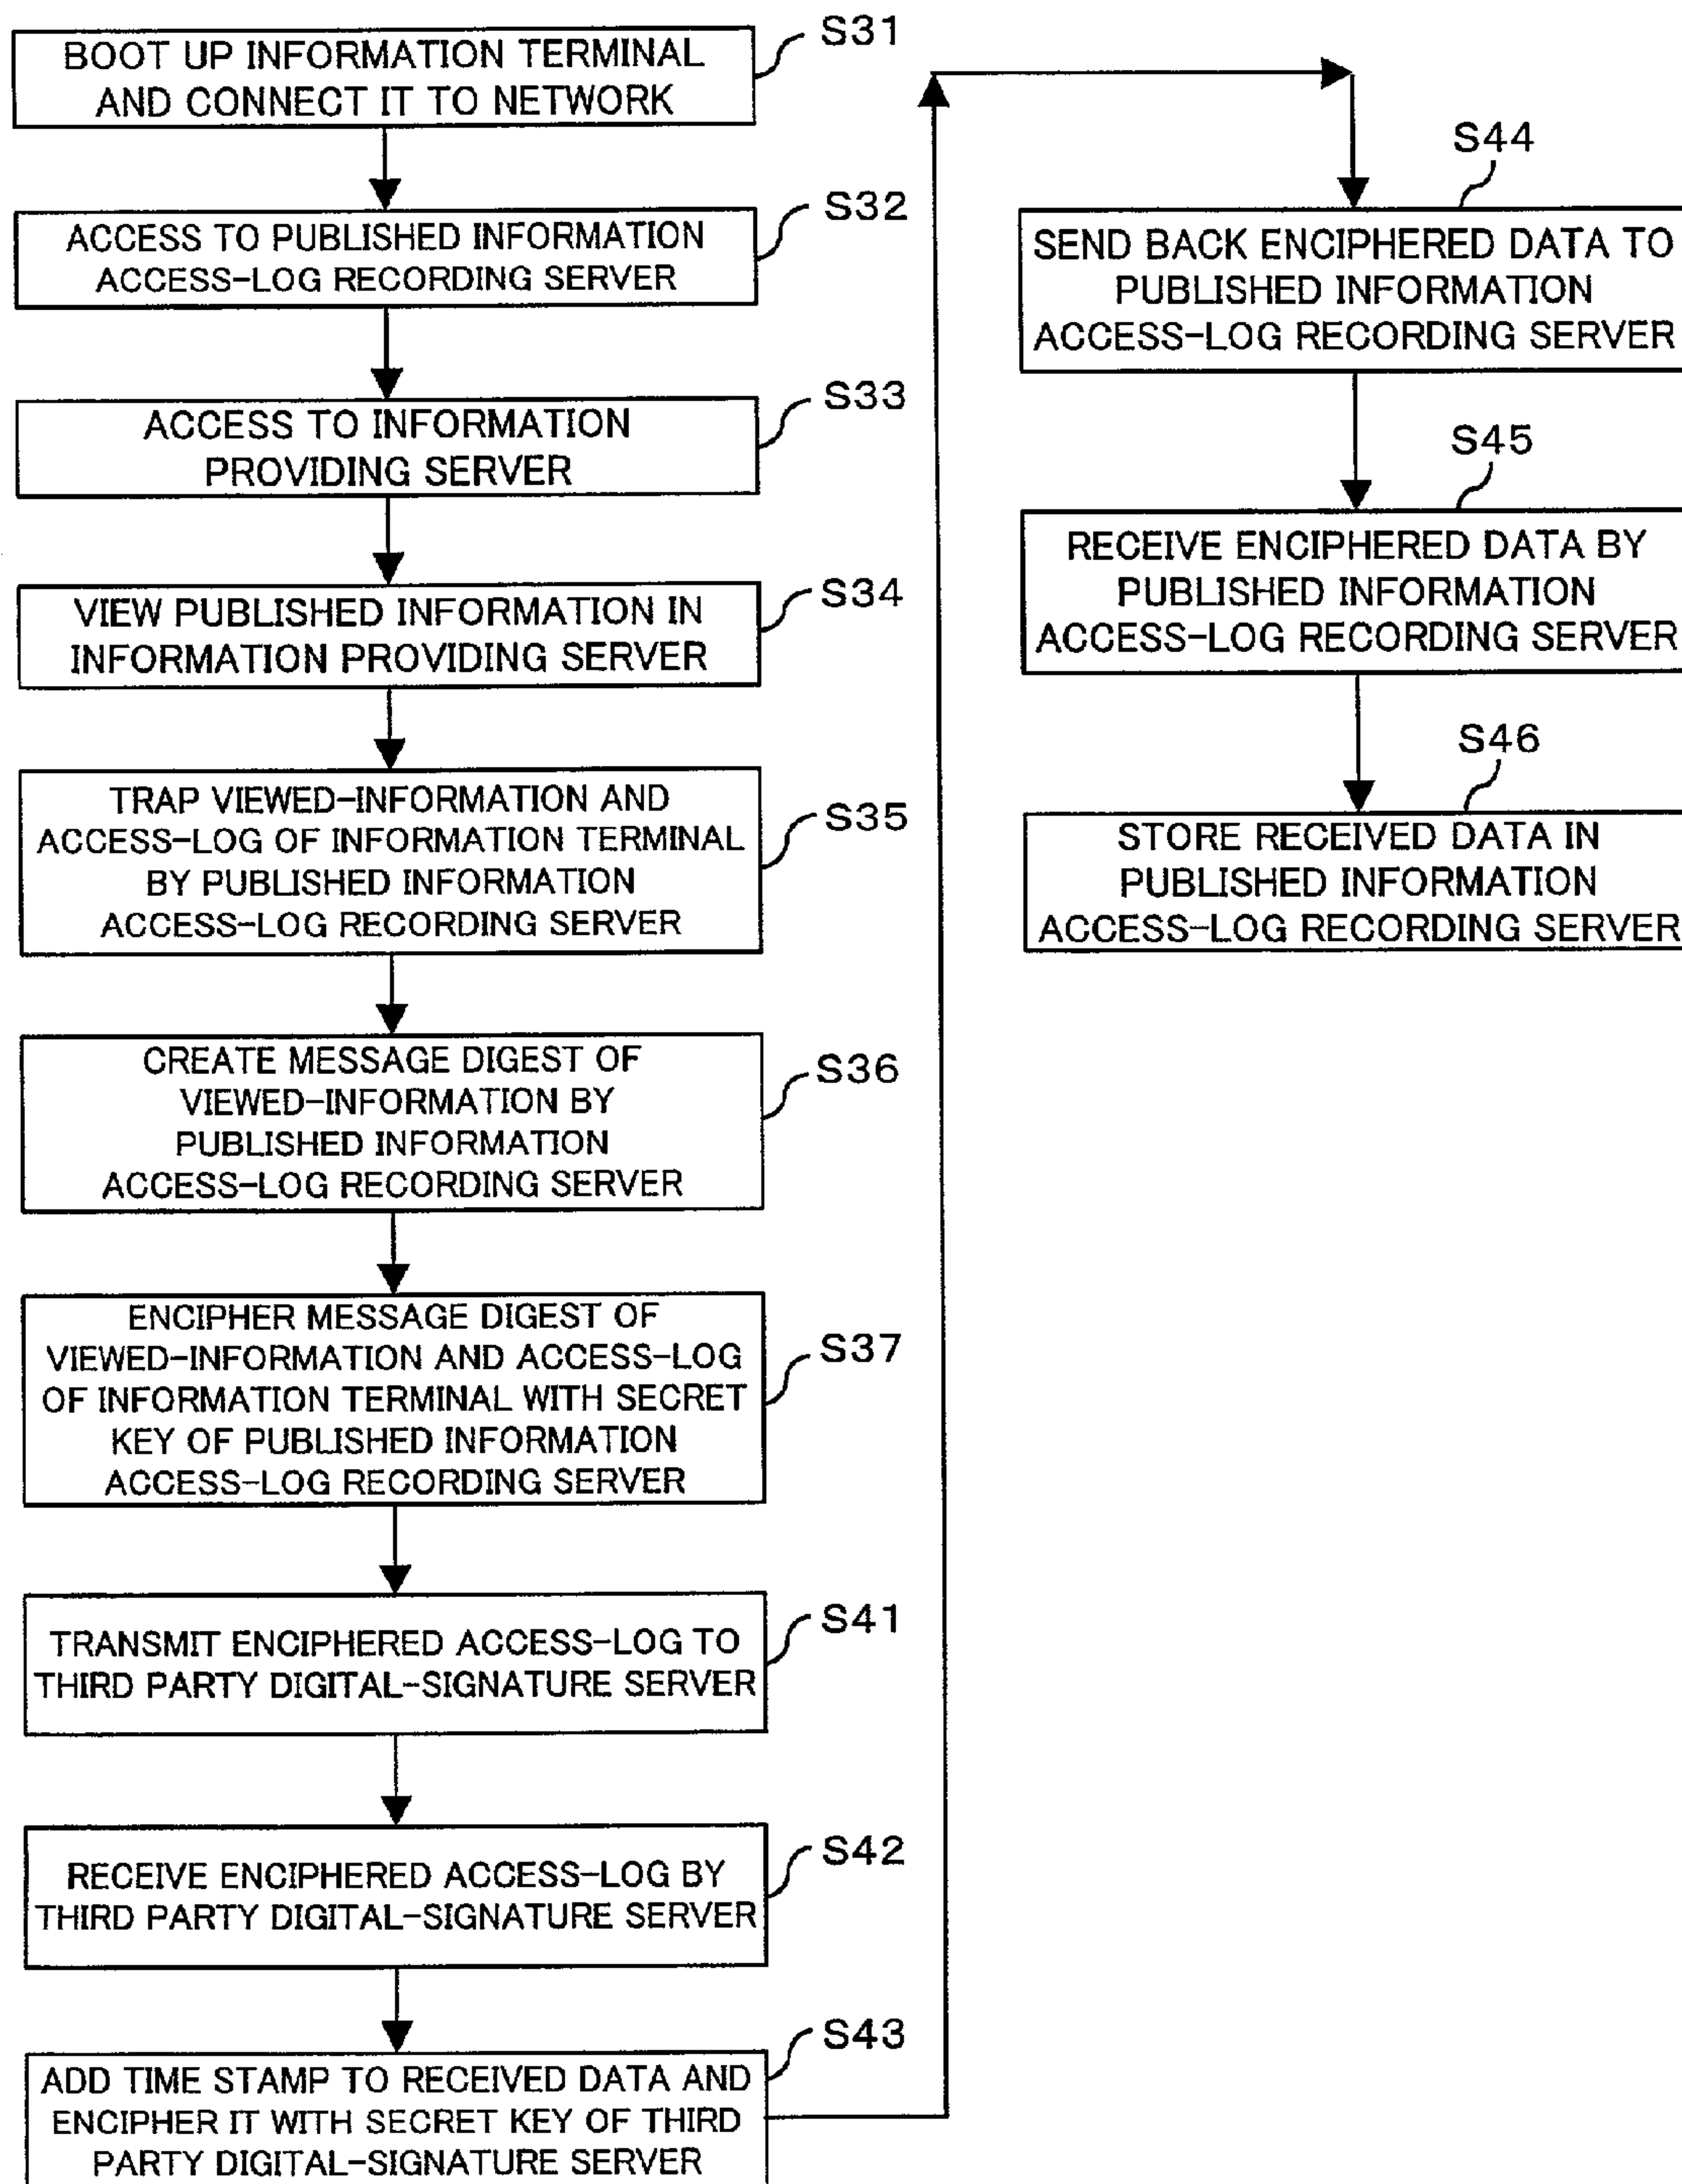 S31
BOOT UP INFORMATION TERMINAL
AND CONNECT IT TO NETWORK
S32
ACCESS TO PUBLISHED INFORMATION
ACCESS-LOG RECORDING SERVER
S33
ACCESS TO INFORMATION
PROVIDING SERVER
S34
VIEW PUBLISHED INFORMATION IN
INFORMATION PROVIDING SERVER
S35
TRAP VIEWED-INFORMATION AND
ACCESS-LOG OF INFORMATION TERMINAL
BY PUBLISHED INFORMATION
ACCESS-LOG RECORDING SERVER
S36
CREATE MESSAGE DIGEST OF
VIEWED-INFORMATION BY
PUBLISHED INFORMATION
ACCESS-LOG RECORDING SERVER
S37
ENCIPHER MESSAGE DIGEST OF
VIEWED-INFORMATION AND ACCESS-LOG
OF INFORMATION TERMINAL WITH SECRET
KEY OF PUBLISHED INFORMATION
ACCESS-LOG RECORDING SERVER
S41
TRANSMIT ENCIPHERED ACCESS-LOG TO
THIRD PARTY DIGITAL-SIGNATURE SERVER
S42
RECEIVE ENCIPHERED ACCESS-LOG BY
THIRD PARTY DIGITAL-SIGNATURE SERVER
S43
ADD TIME STAMP TO RECEIVED DATA AND
ENCIPHER IT WITH SECRET KEY OF THIRD
PARTY DIGITAL-SIGNATURE SERVER
S44
SEND BACK ENCIPHERED DATA TO
PUBLISHED INFORMATION
ACCESS-LOG RECORDING SERVER
S45
RECEIVE ENCIPHERED DATA BY
PUBLISHED INFORMATION
ACCESS-LOG RECORDING SERVER
S46
STORE RECEIVED DATA IN
PUBLISHED INFORMATION
ACCESS-LOG RECORDING SERVER